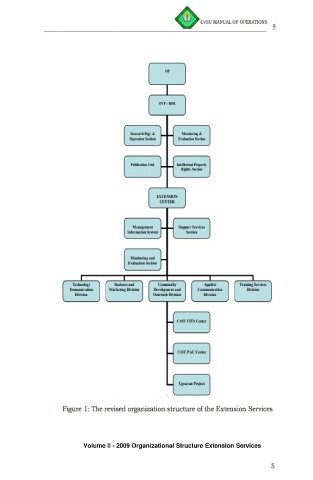 CvSU MANUAL OF OPERATIONS
5
OP
OVP - RDE
Research Mgt. &
Operation Section
Monitoring &
Evaluation Section
Publication Unit
Intellectual Property
Rights Section
EXTENSION
CENTER
Management
Information System
Support Services
Section
Monitoring and
Evaluation Section
Technology
Demonstration
Division
Business and
Marketing Division
Community
Development and
Outreach Division
Applied
Communication
Division
Training Services
Division
CvSU FITS Center
CvSU PAU Center
Ugnayan Project
Figure 1: The revised organization structure of the Extension Services
Volume II - 2009 Organizational Structure Extension Services
5